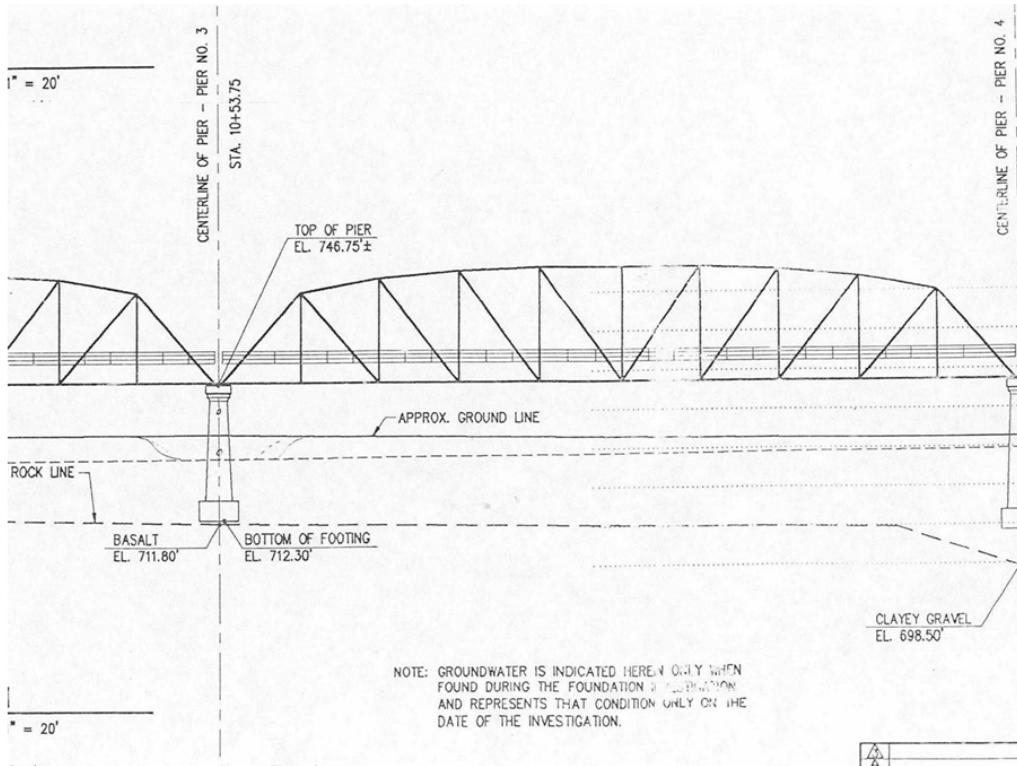 1" = 20'
CENTERLINE OF PIER - PIER NO. 3
STA. 10+53.75
CENTERLINE OF PIER - PIER NO. 4
TOP OF PIER
EL. 746.75'±
APPROX. GROUND LINE
ROCK LINE
BASALT
EL. 711.80'
BOTTOM OF FOOTING
EL. 712.30'
CLAYEY GRAVEL
EL. 698.50'
NOTE: GROUNDWATER IS INDICATED HEREIN ONLY WHEN
FOUND DURING THE FOUNDATION INVESTIGATION
AND REPRESENTS THAT CONDITION ONLY ON THE
DATE OF THE INVESTIGATION.
" = 20'